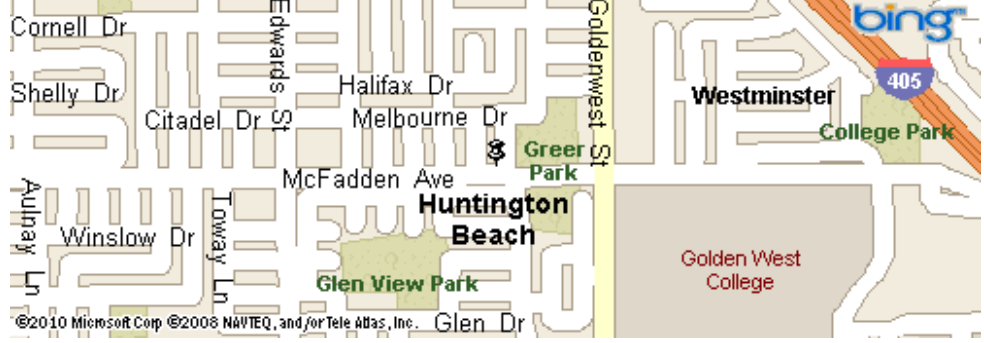 Cornell Dr
Edwards St
Goldenwest St
bing™
Shelly Dr
Halifax Dr
405
Westminster
Citadel Dr
Melbourne Dr
College Park
Greer
Park
McFadden Ave
Aulnay Ln
Toway Ln
Huntington
Beach
Winslow Dr
Golden West
College
Glen View Park
©2010 Microsoft Corp ©2008 NAVTEQ, and/or Tele Atlas, Inc.
Glen Dr